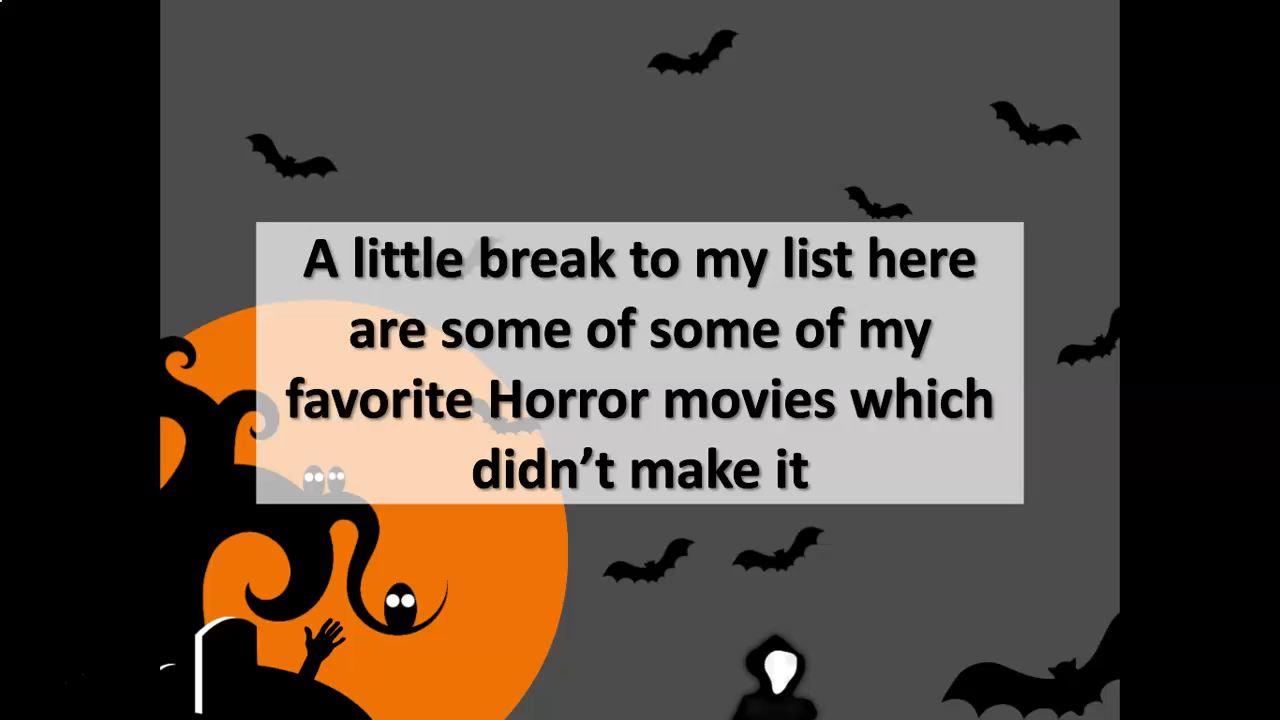 A little break to my list here
are some of some of my
favorite Horror movies which
didn’t make it